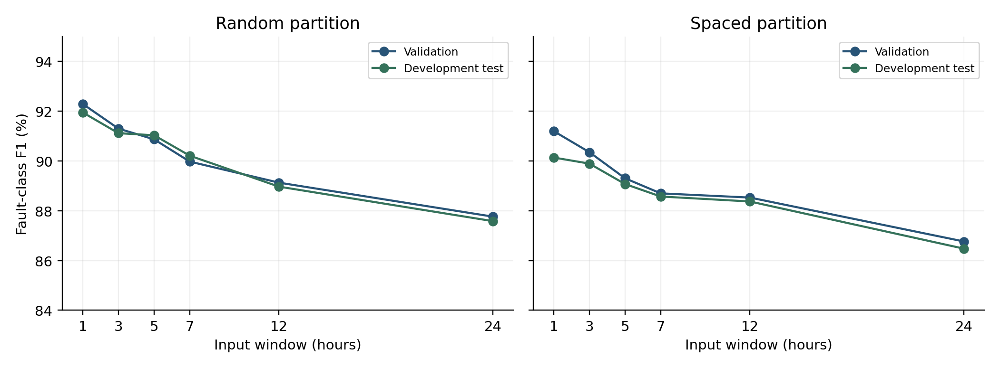 Random partition
Validation
Development test
Fault-class F1 (%)
94
92
90
88
86
84
1 3 5 7 12 24
Input window (hours)
Spaced partition
Validation
Development test
1 3 5 7 12 24
Input window (hours)